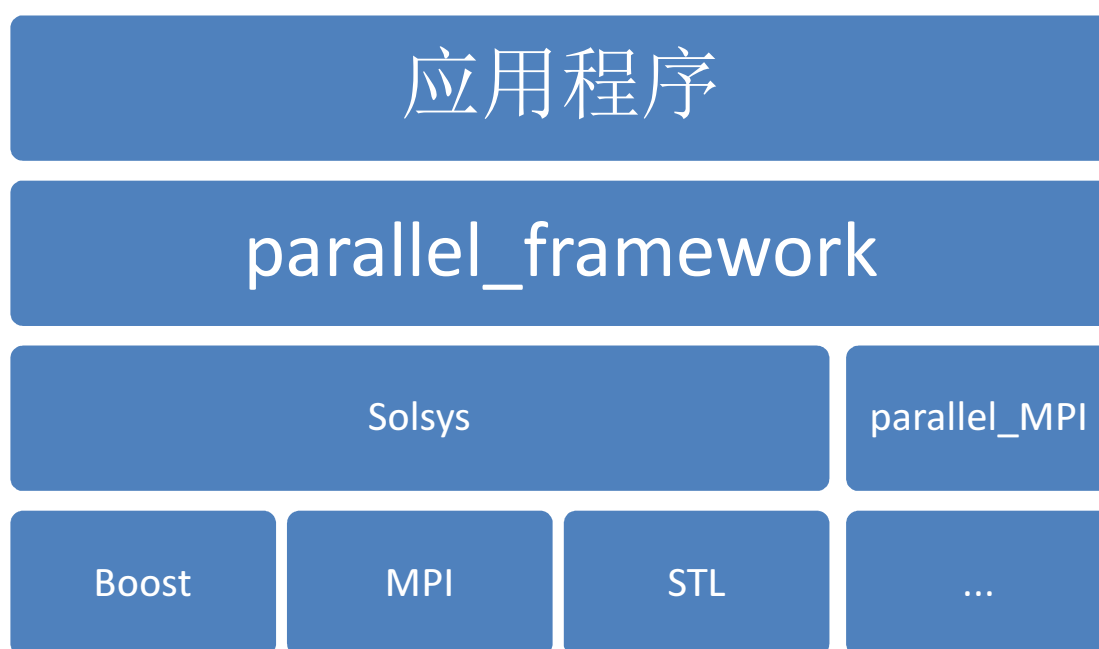 应用程序
parallel_framework
Solsys
parallel_MPI
Boost
MPI
STL
...